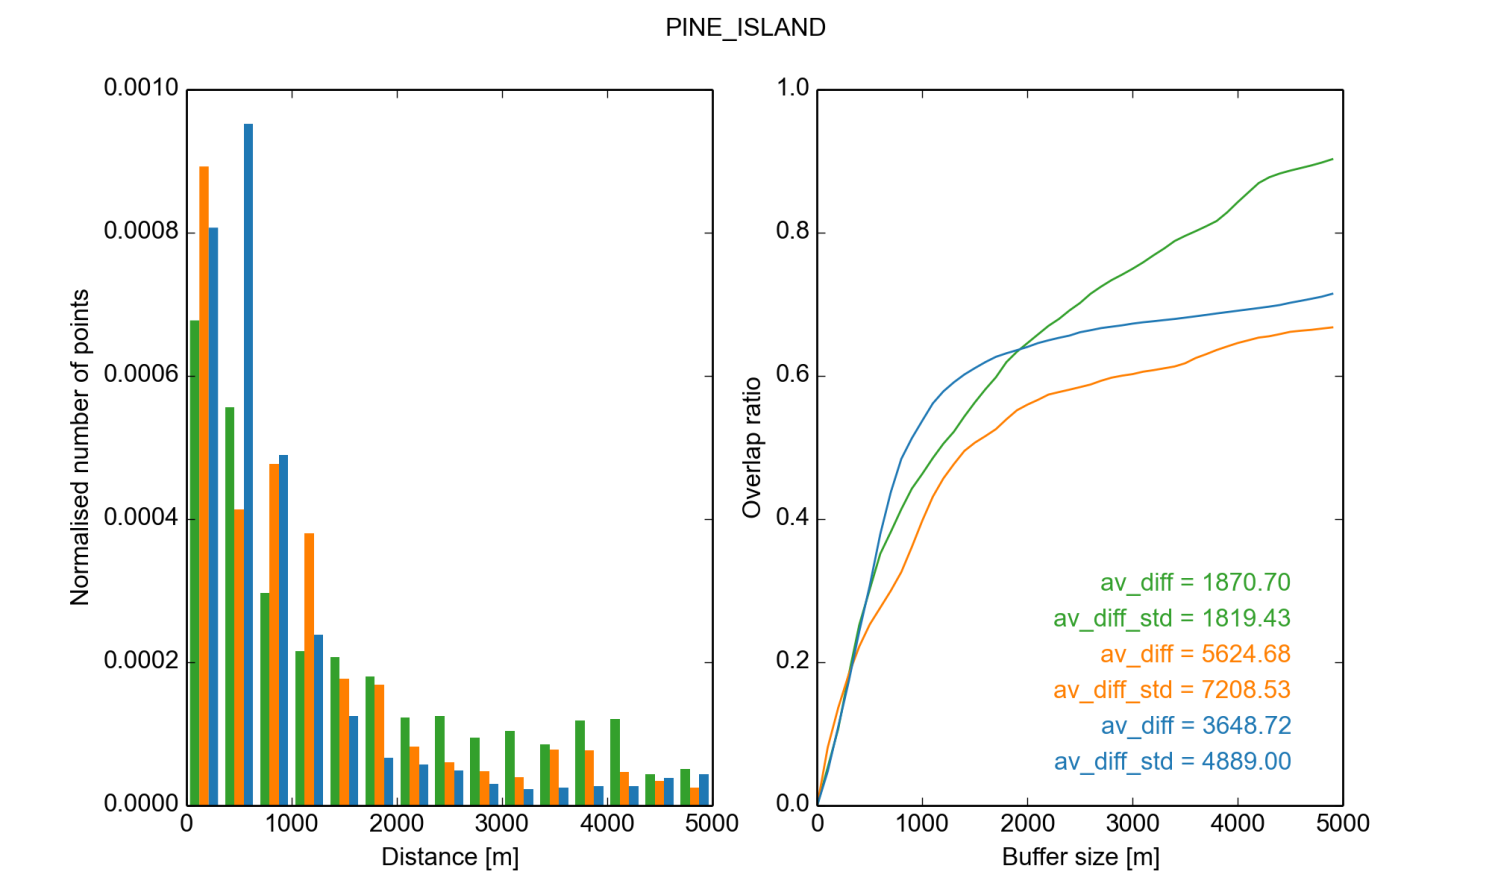 PINE_ISLAND
0.0010
0.0008
0.0006
0.0004
0.0002
0.0000
Normalised number of points
0 1000 2000 3000 4000 5000
Distance [m]
1.0
0.8
0.6
0.4
0.2
0.0
Overlap ratio
av_diff = 1870.70
av_diff_std = 1819.43
av_diff = 5624.68
av_diff_std = 7208.53
av_diff = 3648.72
av_diff_std = 4889.00
0 1000 2000 3000 4000 5000
Buffer size [m]